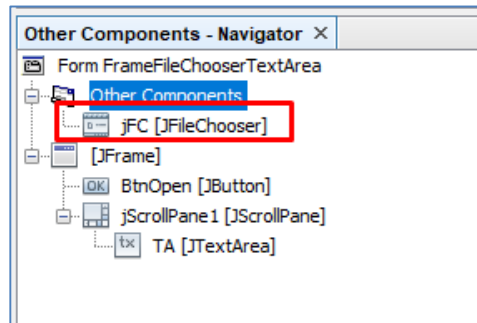 Other Components - Navigator ×
Form FrameFileChooserTextArea
Other Components
jFC [JFileChooser]
[JFrame]
OK BtnOpen [JButton]
jScrollPane1 [JScrollPane]
tx TA [JTextArea]